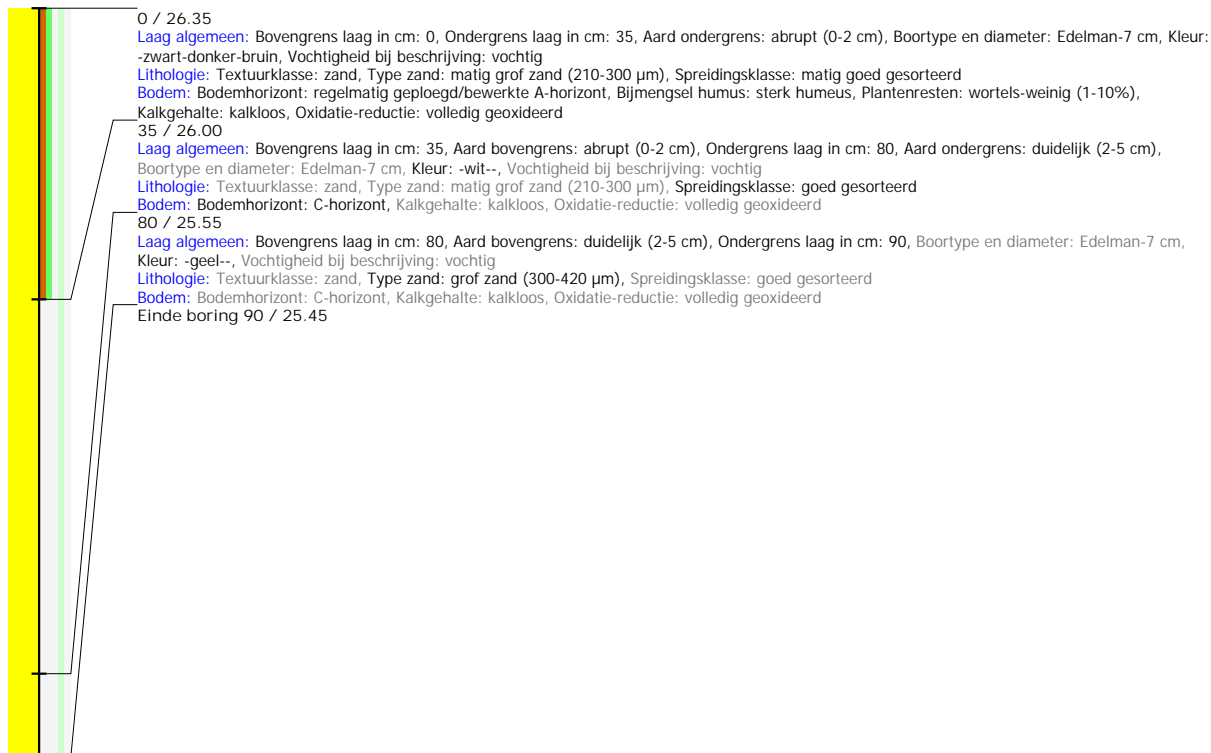 0 / 26.35
Laag algemeen: Bovengrens laag in cm: 0, Ondergrens laag in cm: 35, Aard ondergrens: abrupt (0-2 cm), Boortype en diameter: Edelman-7 cm, Kleur:
-zwart-donker-bruin, Vochtigheid bij beschrijving: vochtig
Lithologie: Textuurklasse: zand, Type zand: matig grof zand (210-300 µm), Spreidingsklasse: matig goed gesorteerd
Bodem: Bodemhorizont: regelmatig geploegd/bewerkte A-horizont, Bijmengsel humus: sterk humeus, Plantenresten: wortels-weinig (1-10%),
Kalkgehalte: kalkloos, Oxidatie-reductie: volledig geoxideerd
35 / 26.00
Laag algemeen: Bovengrens laag in cm: 35, Aard bovengrens: abrupt (0-2 cm), Ondergrens laag in cm: 80, Aard ondergrens: duidelijk (2-5 cm),
Boortype en diameter: Edelman-7 cm, Kleur: -wit--, Vochtigheid bij beschrijving: vochtig
Lithologie: Textuurklasse: zand, Type zand: matig grof zand (210-300 µm), Spreidingsklasse: goed gesorteerd
Bodem: Bodemhorizont: C-horizont, Kalkgehalte: kalkloos, Oxidatie-reductie: volledig geoxideerd
80 / 25.55
Laag algemeen: Bovengrens laag in cm: 80, Aard bovengrens: duidelijk (2-5 cm), Ondergrens laag in cm: 90, Boortype en diameter: Edelman-7 cm,
Kleur: -geel--, Vochtigheid bij beschrijving: vochtig
Lithologie: Textuurklasse: zand, Type zand: grof zand (300-420 µm), Spreidingsklasse: goed gesorteerd
Bodem: Bodemhorizont: C-horizont, Kalkgehalte: kalkloos, Oxidatie-reductie: volledig geoxideerd
Einde boring 90 / 25.45